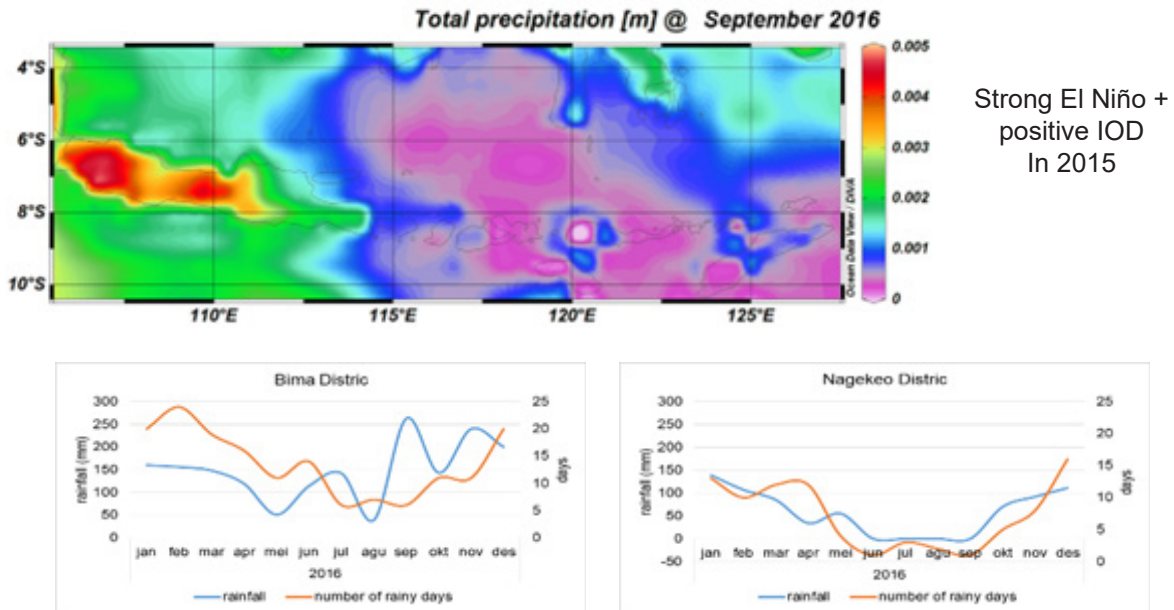 Total precipitation [m] @ September 2016
4°S
6°S
8°S
10°S
110°E
115°E
120°E
125°E
0.005
0.004
0.003
0.002
0.001
0
Ocean Data View / DIVA
Strong El Niño +
positive IOD
In 2015
Bima Distric
300
250
200
150
100
50
0
rainfall (mm)
25
20
15
10
5
0
days
jan feb mar apr mei jun jul agu sep okt nov des
2016
rainfall number of rainy days
Nagekeo Distric
300
250
200
150
100
50
0
-50
rainfall (mm)
25
20
15
10
5
0
days
jan feb mar apr mei jun jul agu sep okt nov des
2016
rainfall number of rainy days